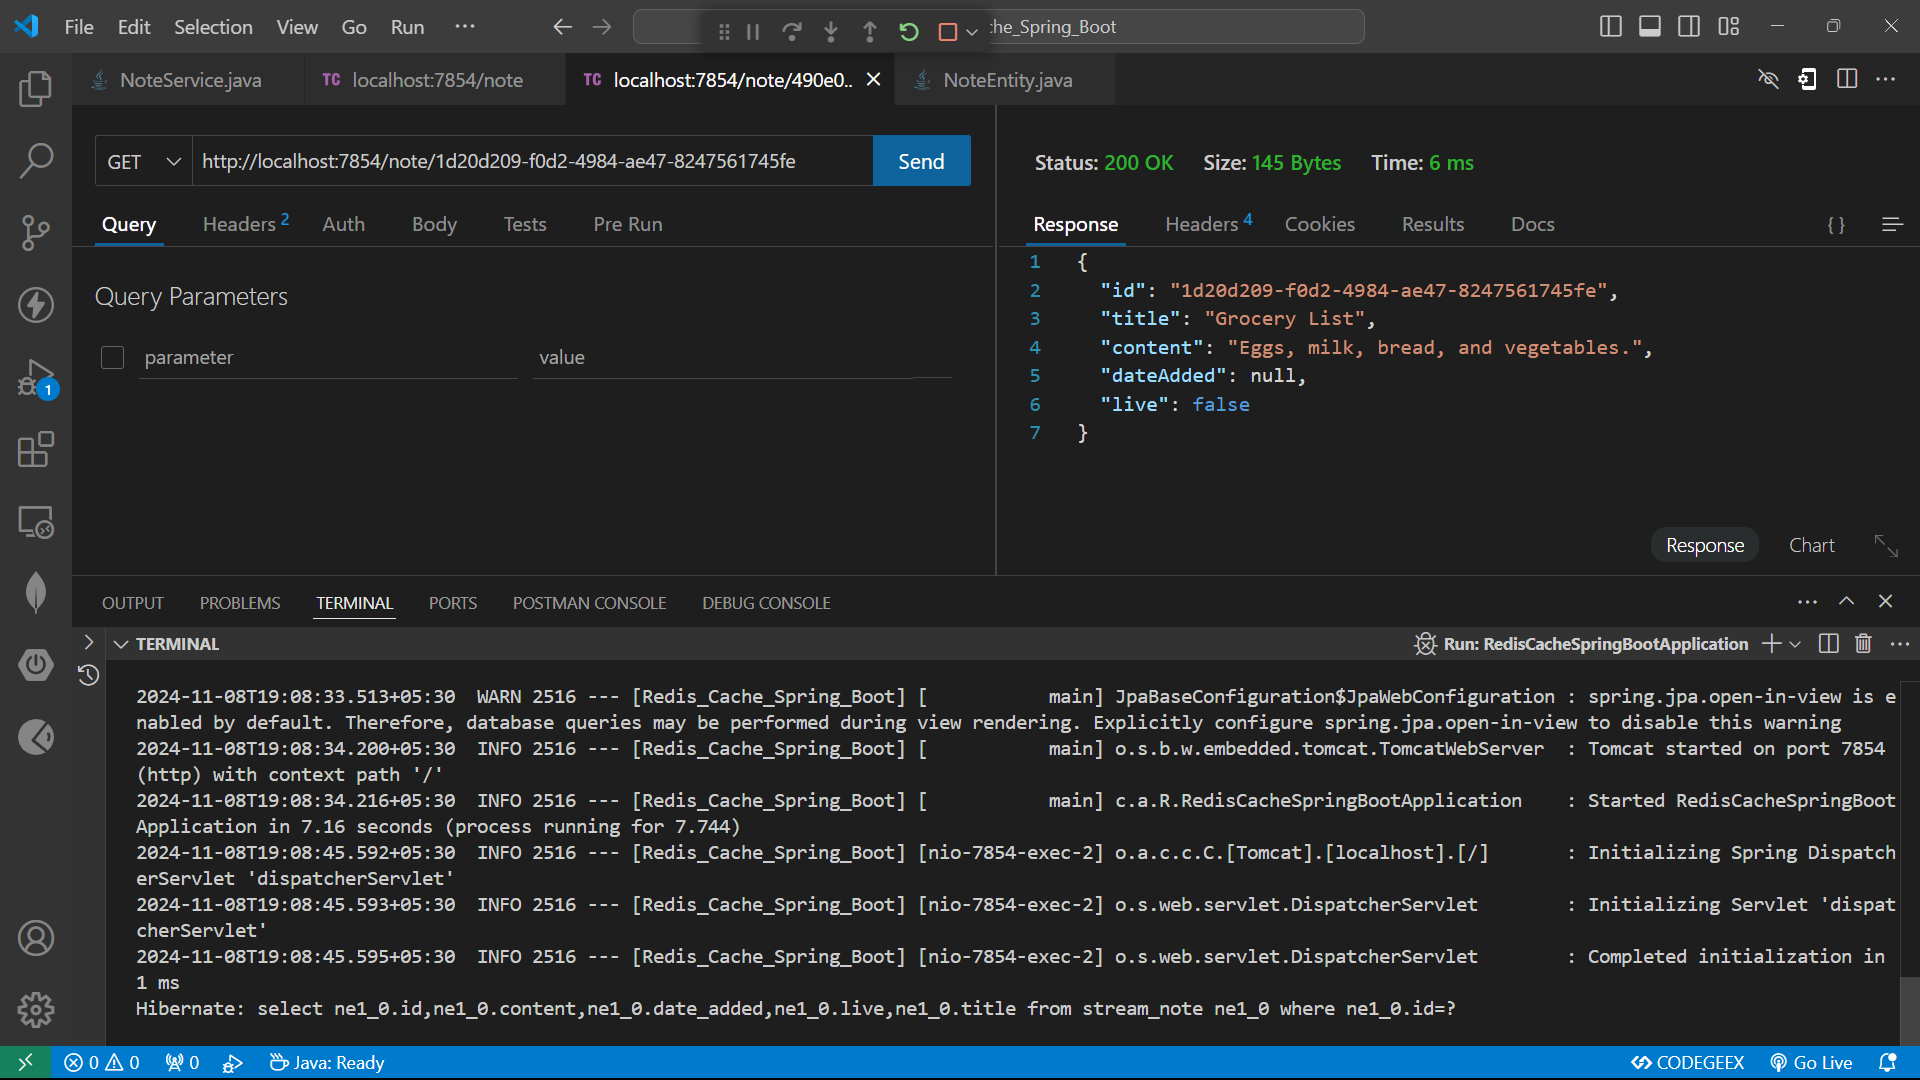 File Edit Selection View Go Run ··· che_Spring_Boot
NoteService.java TC localhost:7854/note TC localhost:7854/note/490e0.. NoteEntity.java
GET http://localhost:7854/note/1d20d209-f0d2-4984-ae47-8247561745fe Send
Query Headers 2 Auth Body Tests Pre Run
Query Parameters
parameter value
Status: 200 OK Size: 145 Bytes Time: 6 ms
Response Headers 4 Cookies Results Docs { }
1 {
2 "id": "1d20d209-f0d2-4984-ae47-8247561745fe",
3 "title": "Grocery List",
4 "content": "Eggs, milk, bread, and vegetables.",
5 "dateAdded": null,
6 "live": false
7 }
Response Chart
1
OUTPUT PROBLEMS TERMINAL PORTS POSTMAN CONSOLE DEBUG CONSOLE
TERMINAL Run: RedisCacheSpringBootApplication
2024-11-08T19:08:33.513+05:30  WARN 2516 --- [Redis_Cache_Spring_Boot] [           main] JpaBaseConfiguration$JpaWebConfiguration : spring.jpa.open-in-view is e
nabled by default. Therefore, database queries may be performed during view rendering. Explicitly configure spring.jpa.open-in-view to disable this warning
2024-11-08T19:08:34.200+05:30  INFO 2516 --- [Redis_Cache_Spring_Boot] [           main] o.s.b.w.embedded.tomcat.TomcatWebServer  : Tomcat started on port 7854
(http) with context path '/'
2024-11-08T19:08:34.216+05:30  INFO 2516 --- [Redis_Cache_Spring_Boot] [           main] c.a.R.RedisCacheSpringBootApplication    : Started RedisCacheSpringBoot
Application in 7.16 seconds (process running for 7.744)
2024-11-08T19:08:45.592+05:30  INFO 2516 --- [Redis_Cache_Spring_Boot] [nio-7854-exec-2] o.a.c.c.C.[Tomcat].[localhost].[/]       : Initializing Spring Dispatch
erServlet 'dispatcherServlet'
2024-11-08T19:08:45.593+05:30  INFO 2516 --- [Redis_Cache_Spring_Boot] [nio-7854-exec-2] o.s.web.servlet.DispatcherServlet        : Initializing Servlet 'dispat
cherServlet'
2024-11-08T19:08:45.595+05:30  INFO 2516 --- [Redis_Cache_Spring_Boot] [nio-7854-exec-2] o.s.web.servlet.DispatcherServlet        : Completed initialization in
1 ms
Hibernate: select ne1_0.id,ne1_0.content,ne1_0.date_added,ne1_0.live,ne1_0.title from stream_note ne1_0 where ne1_0.id=?
0 0 0 Java: Ready CODEGEEX Go Live